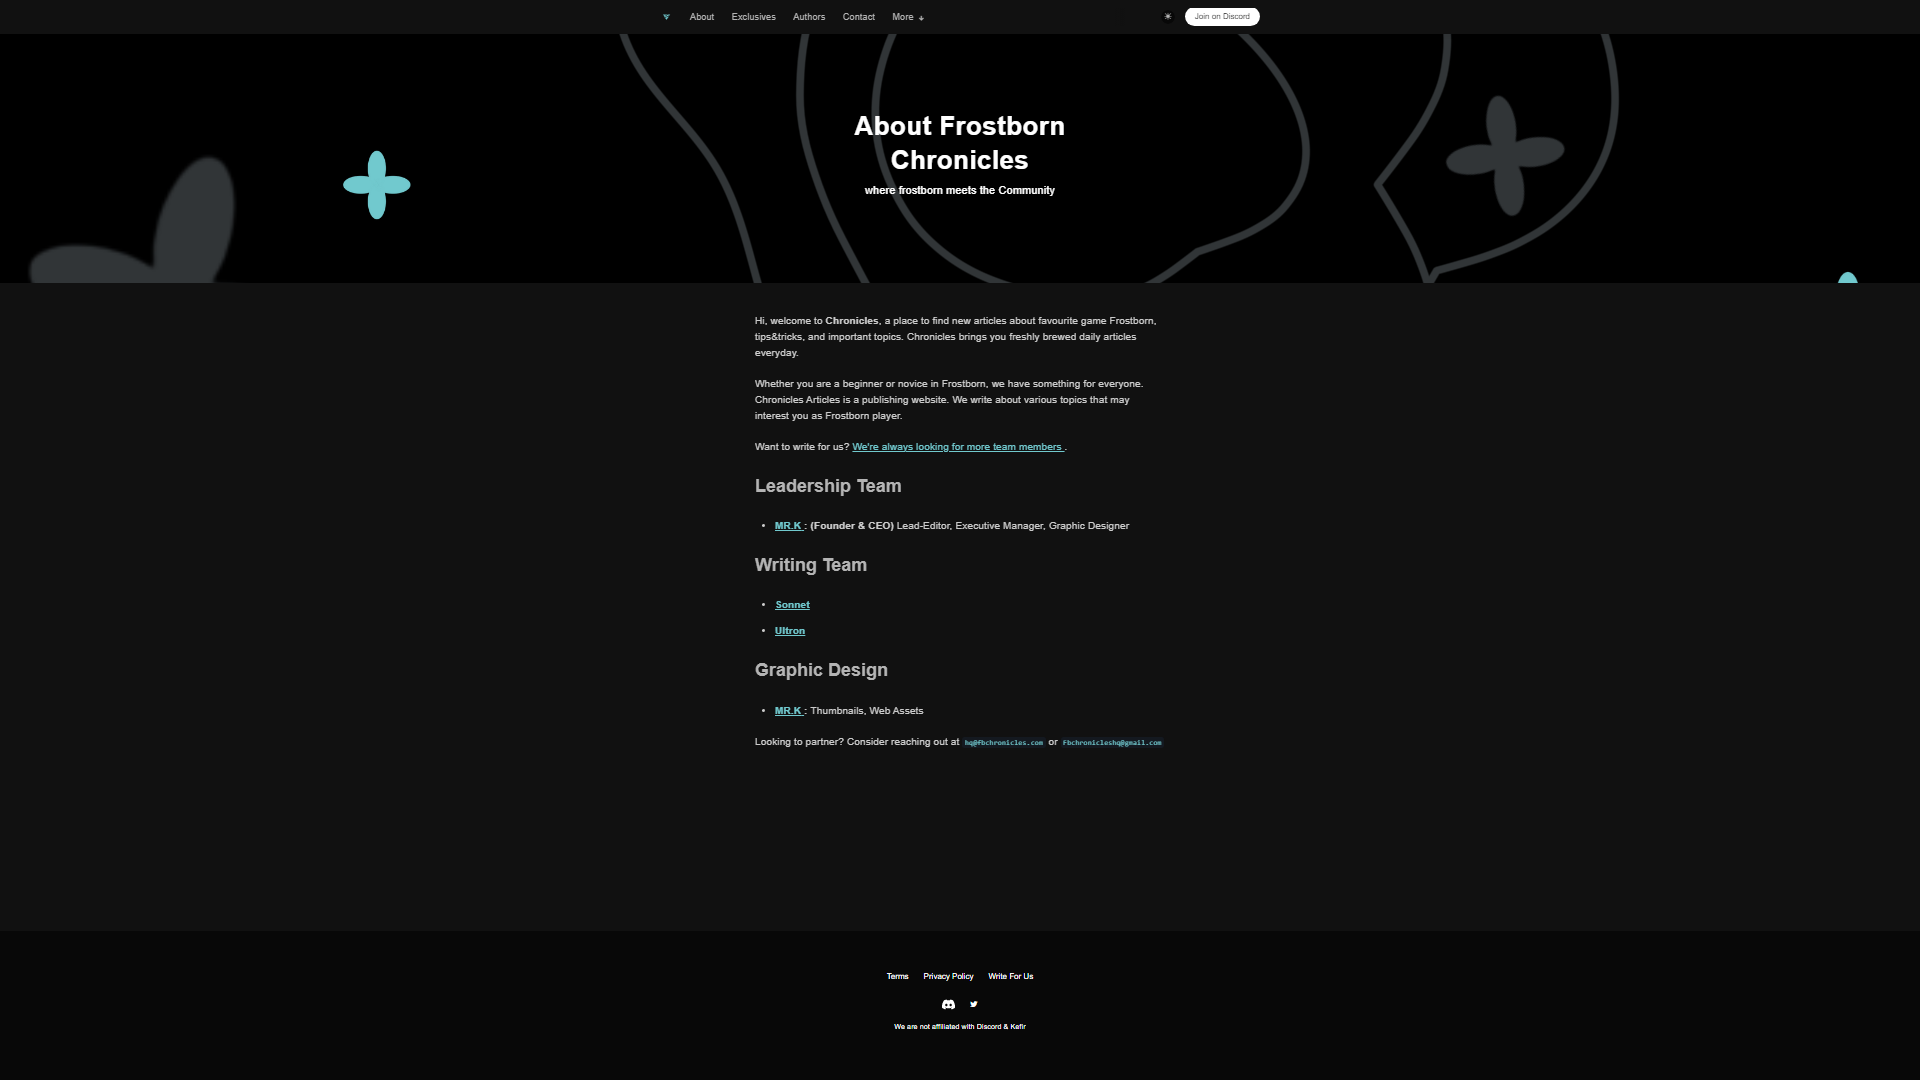 About Exclusives Authors Contact More
Join on Discord
About Frostborn
Chronicles
where frostborn meets the Community
Hi, welcome to Chronicles, a place to find new articles about favourite game Frostborn,
tips&tricks, and important topics. Chronicles brings you freshly brewed daily articles
everyday.
Whether you are a beginner or novice in Frostborn, we have something for everyone.
Chronicles Articles is a publishing website. We write about various topics that may
interest you as Frostborn player.
Want to write for us? We're always looking for more team members .
Leadership Team
• MR.K : (Founder & CEO) Lead-Editor, Executive Manager, Graphic Designer
Writing Team
• Sonnet
• Ultron
Graphic Design
• MR.K : Thumbnails, Web Assets
Looking to partner? Consider reaching out at hq@fbchronicles.com or Fbchronicleshq@gmail.com
Terms Privacy Policy Write For Us
We are not affiliated with Discord & Kefir